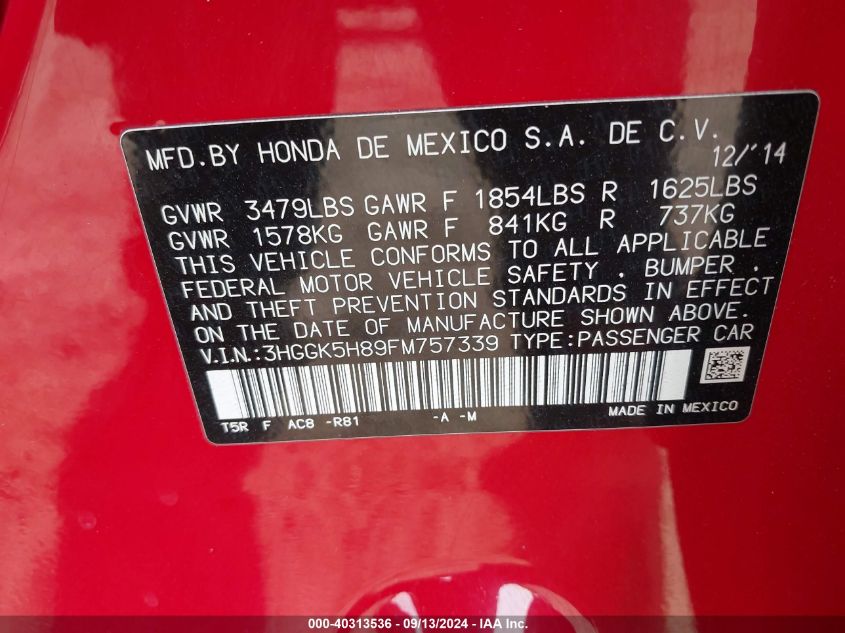 MFD.BY HONDA DE MEXICO S.A. DE C.V.
12/'14
GVWR 3479LBS GAWR F 1854LBS R 1625LBS
GVWR 1578KG GAWR F 841KG R 737KG
THIS VEHICLE CONFORMS TO ALL APPLICABLE
FEDERAL MOTOR VEHICLE SAFETY , BUMPER ,
AND THEFT PREVENTION STANDARDS IN EFFECT
ON THE DATE OF MANUFACTURE SHOWN ABOVE.
V.I.N.:3HGGK5H89FM757339 TYPE:PASSENGER CAR
T5R F AC8 -R81 -A -M MADE IN MEXICO
000-40313536 - 09/13/2024 - IAA Inc.